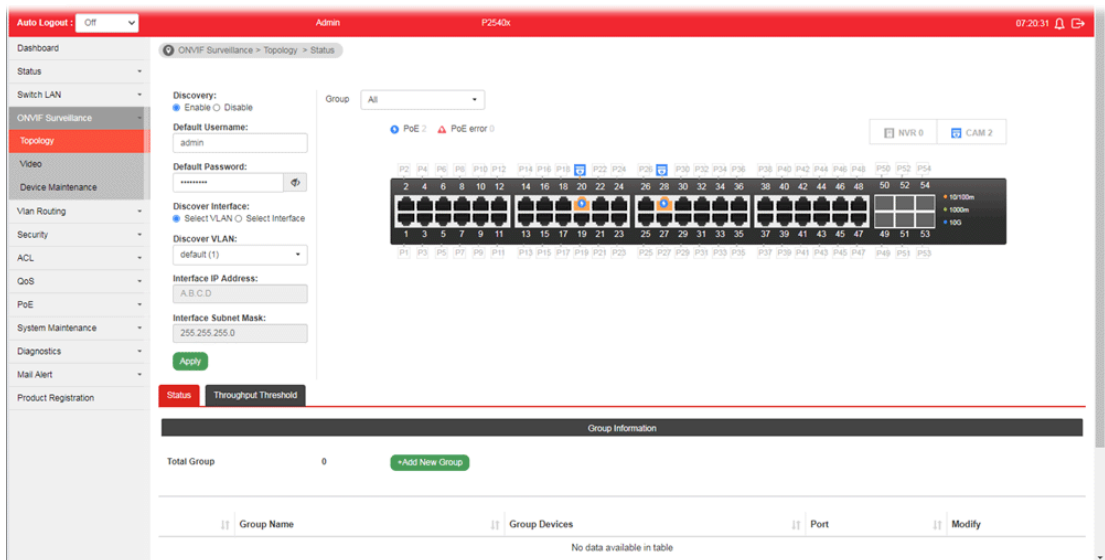 Auto Logout : Off Admin P2540x 07:20:31
Dashboard
Status
Switch LAN
ONVIF Surveillance
Topology
Video
Device Maintenance
Vlan Routing
Security
ACL
QoS
PoE
System Maintenance
Diagnostics
Mail Alert
Product Registration
ONVIF Surveillance > Topology > Status
Discovery:
Enable Disable
Default Username:
admin
Default Password:
••••••••
Discover Interface:
Select VLAN Select Interface
Discover VLAN:
default (1)
Interface IP Address:
A.B.C.D
Interface Subnet Mask:
255.255.255.0
Apply
Group All
PoE 2 PoE error 0
NVR 0 CAM 2
P2 P4 P6 P8 P10 P12 P14 P16 P18 P22 P24 P26 P30 P32 P34 P36 P38 P40 P42 P44 P46 P48 P50 P52 P54
2 4 6 8 10 12 14 16 18 20 22 24 26 28 30 32 34 36 38 40 42 44 46 48 50 52 54
10/100m
1000m
10G
1 3 5 7 9 11 13 15 17 19 21 23 25 27 29 31 33 35 37 39 41 43 45 47 49 51 53
P1 P3 P5 P7 P9 P11 P13 P15 P17 P19 P21 P23 P25 P27 P29 P31 P33 P35 P37 P39 P41 P43 P45 P47 P49 P51 P53
Status Throughput Threshold
Group Information
Total Group 0 +Add New Group
Group Name Group Devices Port Modify
No data available in table